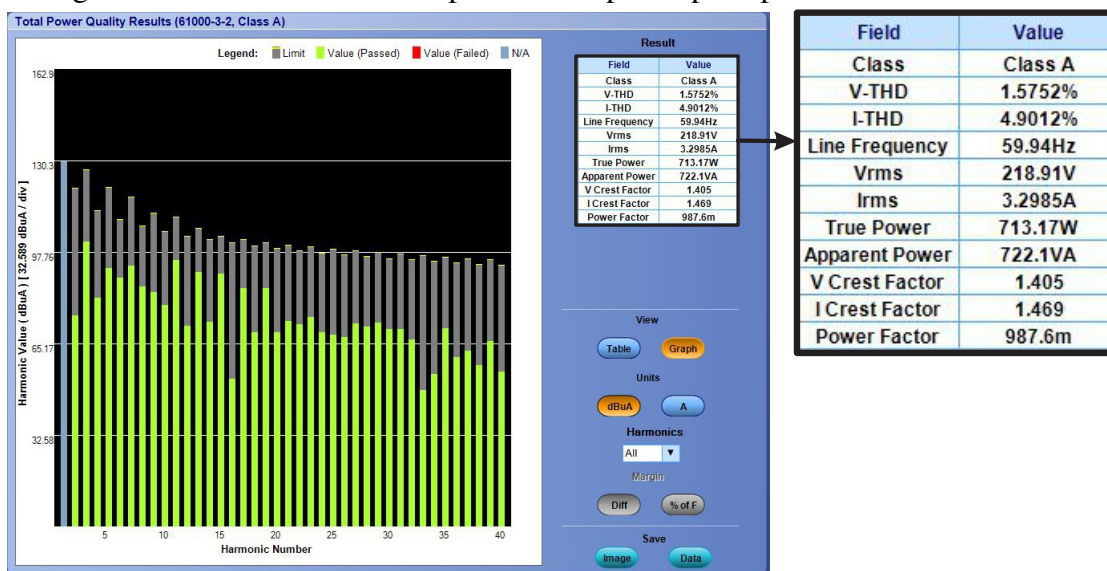 Total Power Quality Results (61000-3-2, Class A)
Legend: Limit Value (Passed) Value (Failed) N/A
162.9
130.3
97.76
65.17
32.58
Harmonic Value ( dBuA ) [ 32.589 dBuA / div ]
5 10 15 20 25 30 35 40
Harmonic Number
Result
Field Value
Class Class A
V-THD 1.5752%
I-THD 4.9012%
Line Frequency 59.94Hz
Vrms 218.91V
Irms 3.2985A
True Power 713.17W
Apparent Power 722.1VA
V Crest Factor 1.405
I Crest Factor 1.469
Power Factor 987.6m
View
Table Graph
Units
dBuA A
Harmonics
All
Margin
Diff % of F
Save
Image Data
Field Value
Class Class A
V-THD 1.5752%
I-THD 4.9012%
Line Frequency 59.94Hz
Vrms 218.91V
Irms 3.2985A
True Power 713.17W
Apparent Power 722.1VA
V Crest Factor 1.405
I Crest Factor 1.469
Power Factor 987.6m